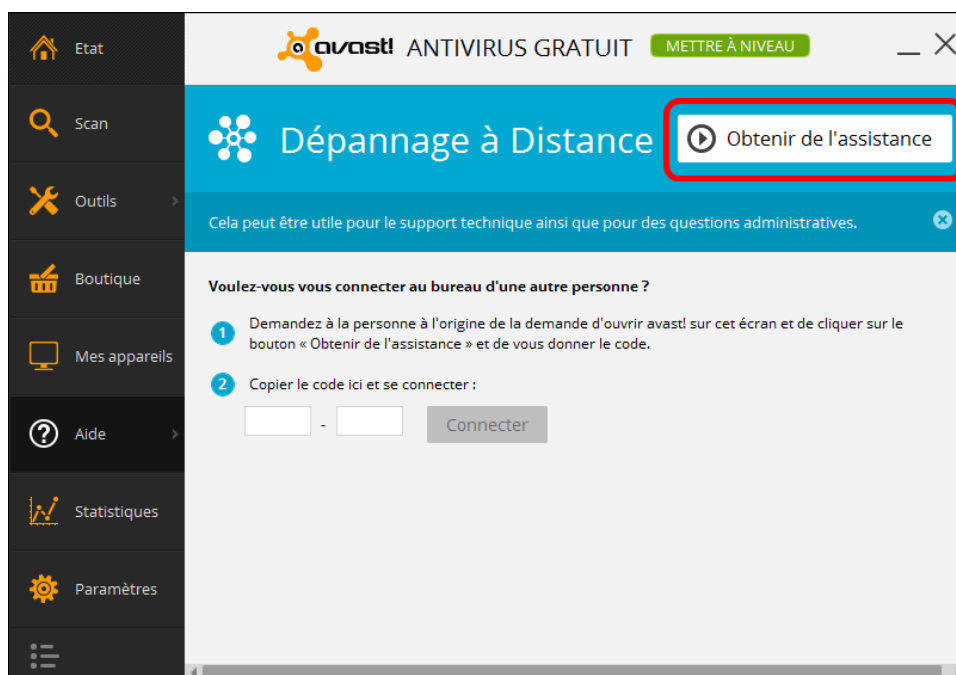 Etat
Scan
Outils
Boutique
Mes appareils
Aide
Statistiques
Paramètres
avast! ANTIVIRUS GRATUIT METTRE À NIVEAU
Dépannage à Distance
Obtenir de l'assistance
Cela peut être utile pour le support technique ainsi que pour des questions administratives.
Voulez-vous vous connecter au bureau d'une autre personne ?
1 Demandez à la personne à l'origine de la demande d'ouvrir avast! sur cet écran et de cliquer sur le
bouton « Obtenir de l'assistance » et de vous donner le code.
2 Copier le code ici et se connecter :
- Connecter